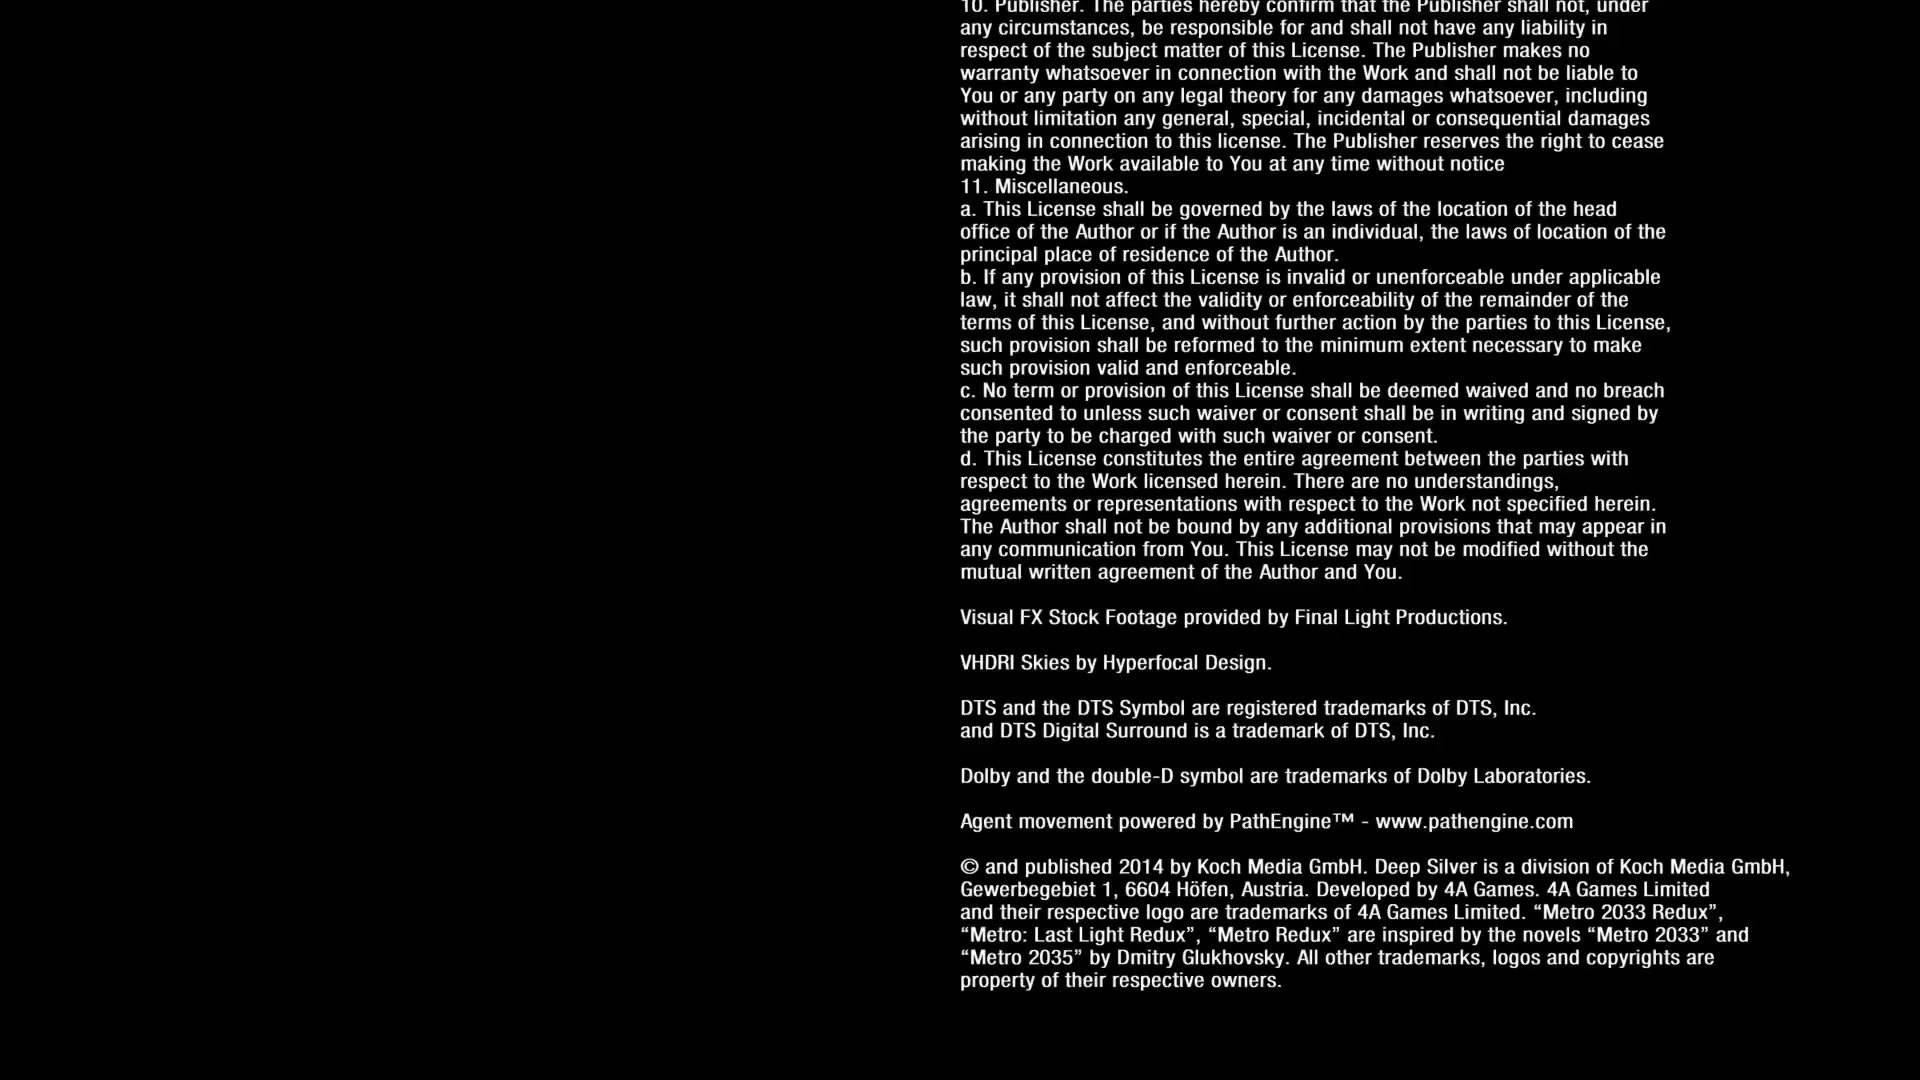 10. Publisher. The parties hereby confirm that the Publisher shall not, under
any circumstances, be responsible for and shall not have any liability in
respect of the subject matter of this License. The Publisher makes no
warranty whatsoever in connection with the Work and shall not be liable to
You or any party on any legal theory for any damages whatsoever, including
without limitation any general, special, incidental or consequential damages
arising in connection to this license. The Publisher reserves the right to cease
making the Work available to You at any time without notice
11. Miscellaneous.
a. This License shall be governed by the laws of the location of the head
office of the Author or if the Author is an individual, the laws of location of the
principal place of residence of the Author.
b. If any provision of this License is invalid or unenforceable under applicable
law, it shall not affect the validity or enforceability of the remainder of the
terms of this License, and without further action by the parties to this License,
such provision shall be reformed to the minimum extent necessary to make
such provision valid and enforceable.
c. No term or provision of this License shall be deemed waived and no breach
consented to unless such waiver or consent shall be in writing and signed by
the party to be charged with such waiver or consent.
d. This License constitutes the entire agreement between the parties with
respect to the Work licensed herein. There are no understandings,
agreements or representations with respect to the Work not specified herein.
The Author shall not be bound by any additional provisions that may appear in
any communication from You. This License may not be modified without the
mutual written agreement of the Author and You.
Visual FX Stock Footage provided by Final Light Productions.
VHDRI Skies by Hyperfocal Design.
DTS and the DTS Symbol are registered trademarks of DTS, Inc.
and DTS Digital Surround is a trademark of DTS, Inc.
Dolby and the double-D symbol are trademarks of Dolby Laboratories.
Agent movement powered by PathEngine™ - www.pathengine.com
© and published 2014 by Koch Media GmbH. Deep Silver is a division of Koch Media GmbH,
Gewerbegebiet 1, 6604 Höfen, Austria. Developed by 4A Games. 4A Games Limited
and their respective logo are trademarks of 4A Games Limited. “Metro 2033 Redux”,
“Metro: Last Light Redux”, “Metro Redux” are inspired by the novels “Metro 2033” and
“Metro 2035” by Dmitry Glukhovsky. All other trademarks, logos and copyrights are
property of their respective owners.